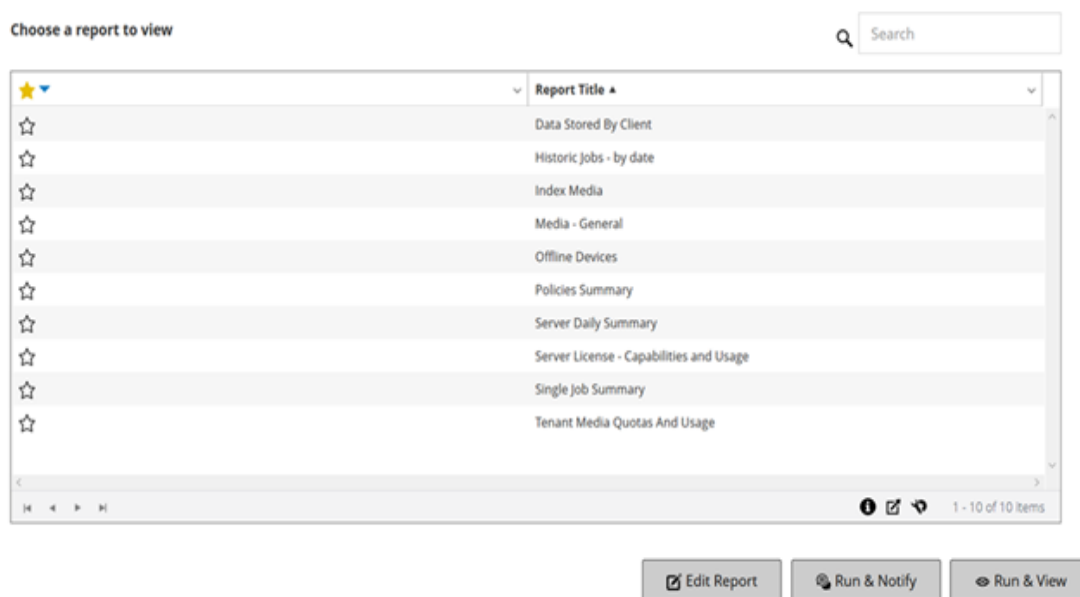 Choose a report to view
Search
Report Title
Data Stored By Client
Historic Jobs - by date
Index Media
Media - General
Offline Devices
Policies Summary
Server Daily Summary
Server License - Capabilities and Usage
Single Job Summary
Tenant Media Quotas And Usage
1 - 10 of 10 items
Edit Report
Run & Notify
Run & View